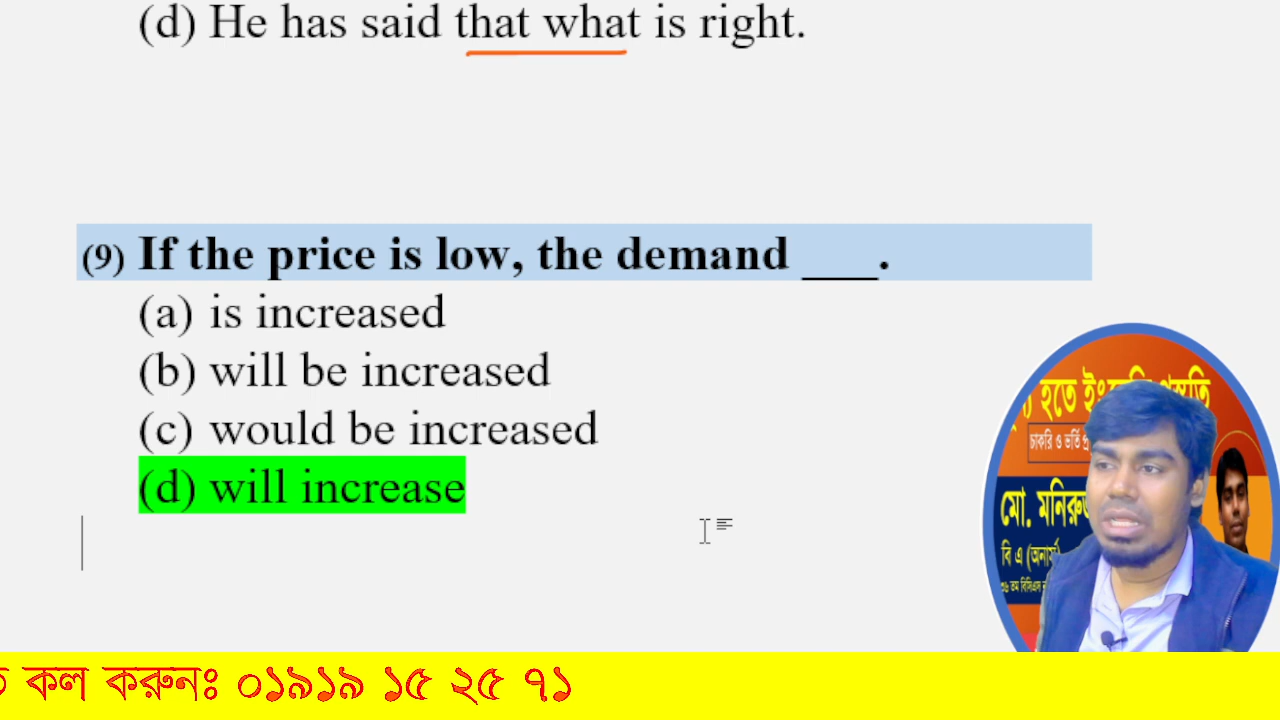 (d) He has said that what is right.
(9) If the price is low, the demand ___.
(a) is increased
(b) will be increased
(c) would be increased
(d) will increase
হতে
চাকরি ও ভর্তি
মো.
বি এ
কল করুনঃ ০১৯১৯ ১৫ ২৫ ৭১